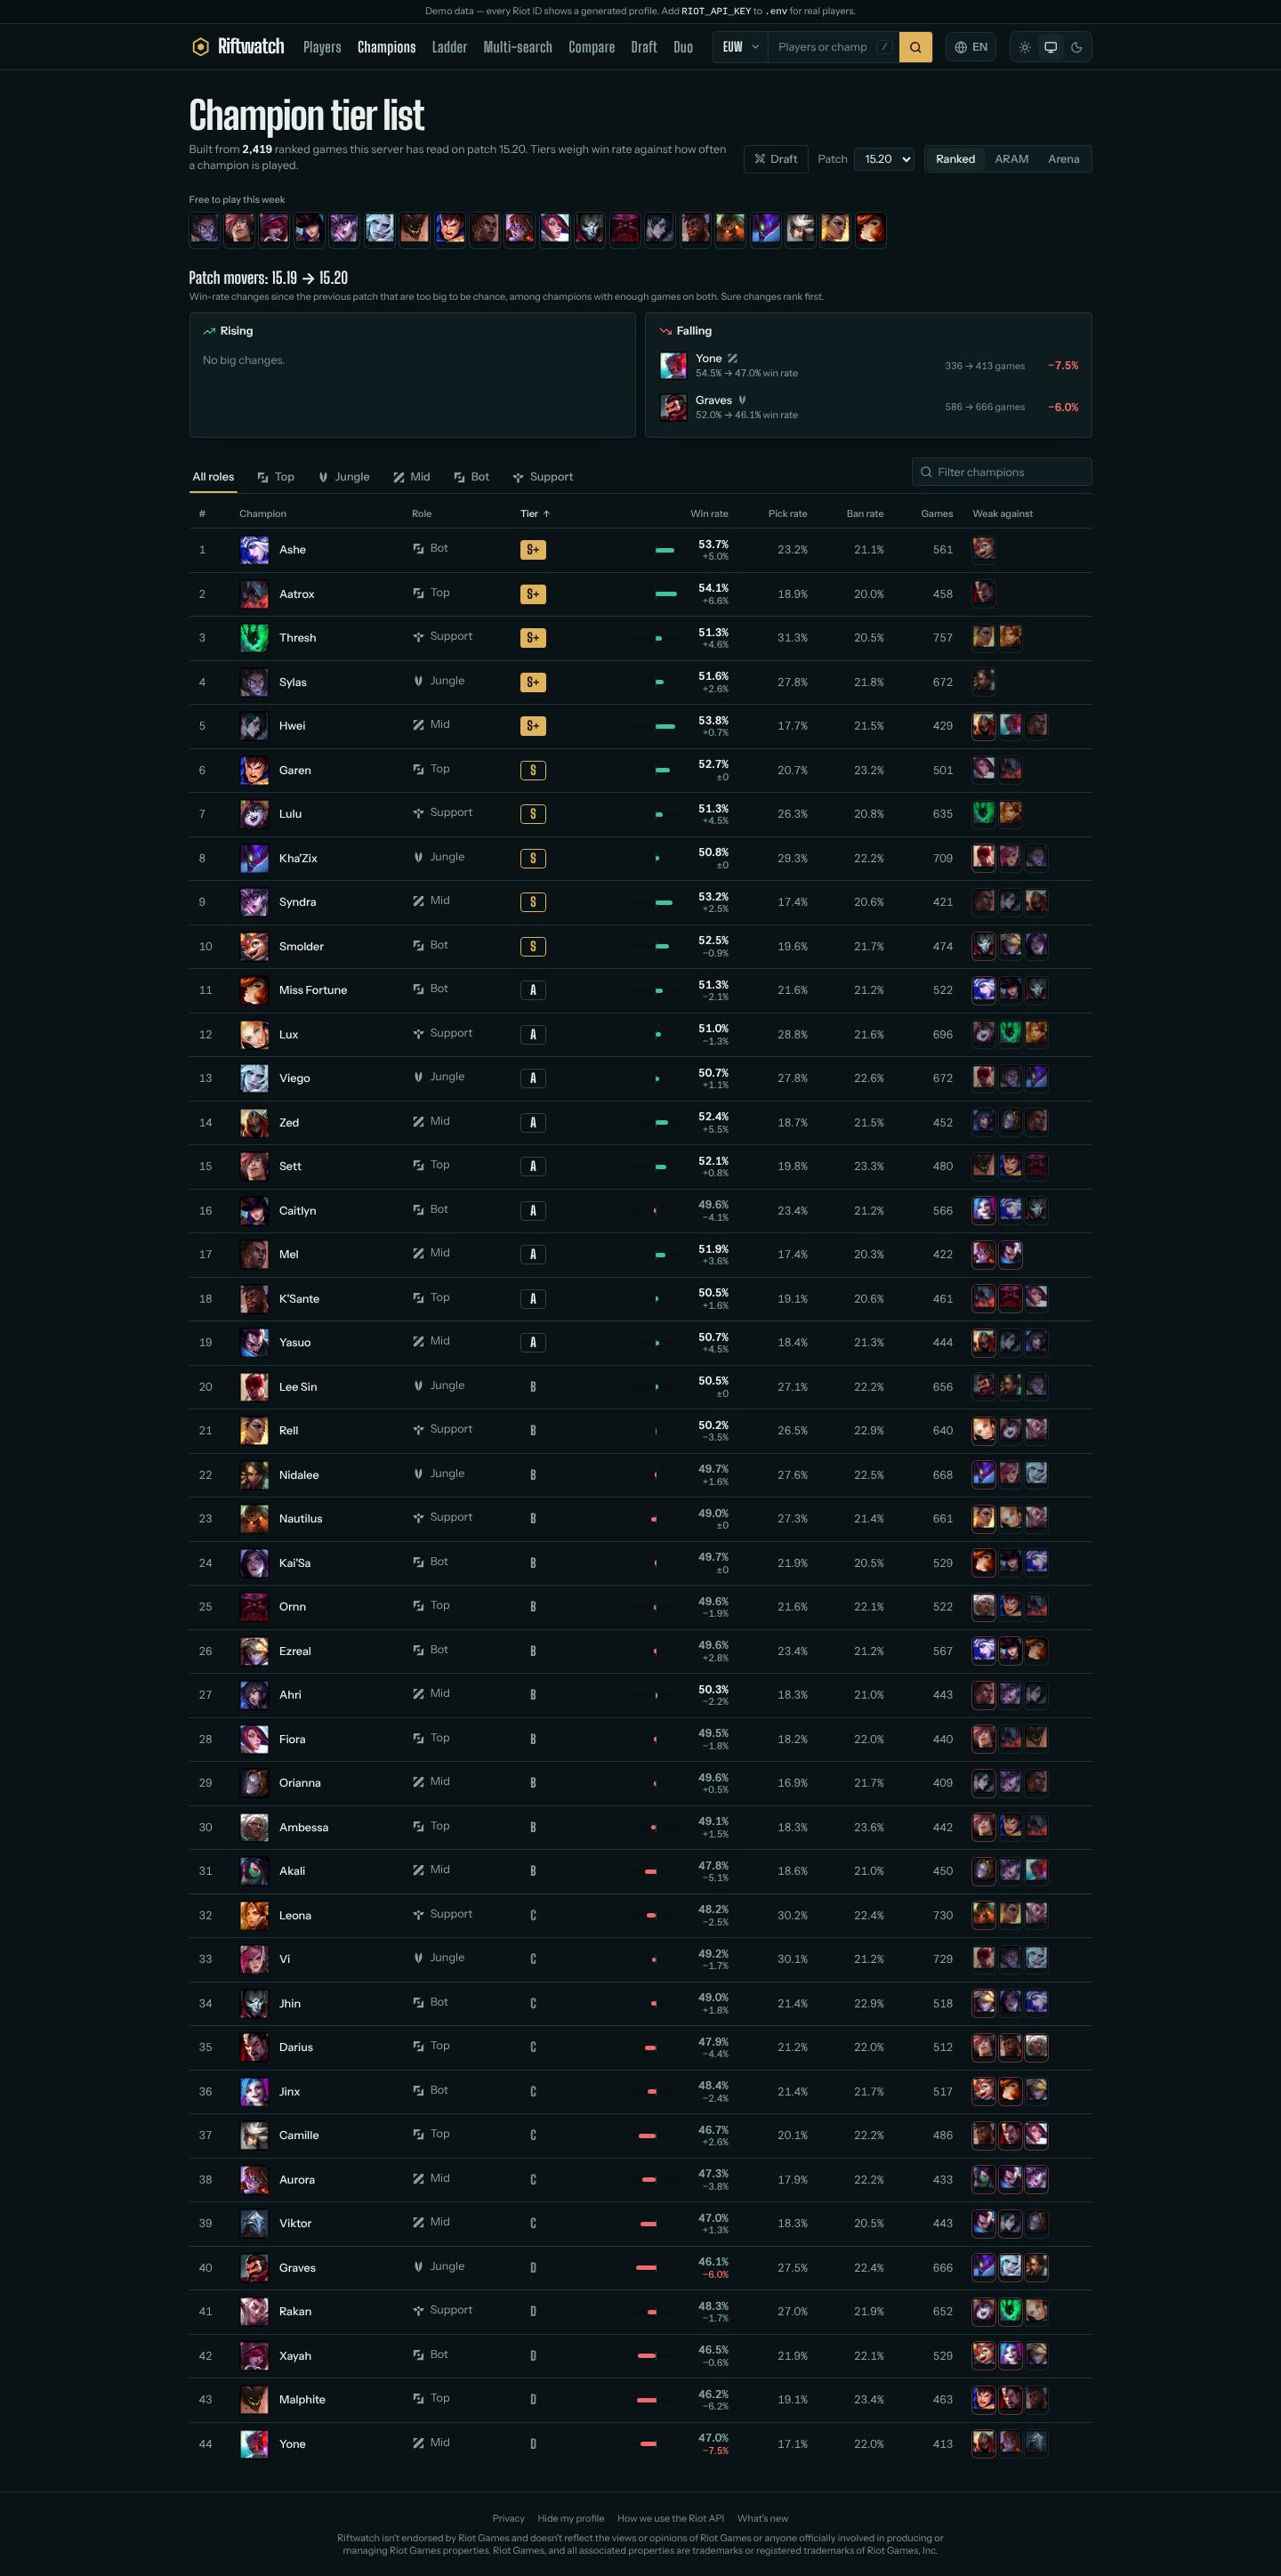 Demo data — every Riot ID shows a generated profile. Add RIOT_API_KEY to .env for real players.
Riftwatch Players Champions Ladder Multi-search Compare Draft Duo EUW Players or champ / EN
Champion tier list
Built from 2,419 ranked games this server has read on patch 15.20. Tiers weigh win rate against how often
a champion is played.
Draft Patch 15.20 Ranked ARAM Arena
Free to play this week
Patch movers: 15.19 → 15.20
Win-rate changes since the previous patch that are too big to be chance, among champions with enough games on both. Sure changes rank first.
Rising
No big changes.
Falling
Yone
54.5% → 47.0% win rate
336 → 413 games −7.5%
Graves
52.0% → 46.1% win rate
586 → 666 games −6.0%
All roles Top Jungle Mid Bot Support Filter champions
# Champion Role Tier ↑ Win rate Pick rate Ban rate Games Weak against
1 Ashe Bot S+ 53.7% 23.2% 21.1% 561
+5.0%
2 Aatrox Top S+ 54.1% 18.9% 20.0% 458
+6.6%
3 Thresh Support S+ 51.3% 31.3% 20.5% 757
+4.6%
4 Sylas Jungle S+ 51.6% 27.8% 21.8% 672
+2.6%
5 Hwei Mid S+ 53.8% 17.7% 21.5% 429
+0.7%
6 Garen Top S 52.7% 20.7% 23.2% 501
±0
7 Lulu Support S 51.3% 26.3% 20.8% 635
+4.5%
8 Kha'Zix Jungle S 50.8% 29.3% 22.2% 709
±0
9 Syndra Mid S 53.2% 17.4% 20.6% 421
+2.5%
10 Smolder Bot S 52.5% 19.6% 21.7% 474
−0.9%
11 Miss Fortune Bot A 51.3% 21.6% 21.2% 522
−2.1%
12 Lux Support A 51.0% 28.8% 21.6% 696
−1.3%
13 Viego Jungle A 50.7% 27.8% 22.6% 672
+1.1%
14 Zed Mid A 52.4% 18.7% 21.5% 452
+5.5%
15 Sett Top A 52.1% 19.8% 23.3% 480
+0.8%
16 Caitlyn Bot A 49.6% 23.4% 21.2% 566
−4.1%
17 Mel Mid A 51.9% 17.4% 20.3% 422
+3.6%
18 K'Sante Top A 50.5% 19.1% 20.6% 461
+1.6%
19 Yasuo Mid A 50.7% 18.4% 21.3% 444
+4.5%
20 Lee Sin Jungle B 50.5% 27.1% 22.2% 656
±0
21 Rell Support B 50.2% 26.5% 22.9% 640
−3.5%
22 Nidalee Jungle B 49.7% 27.6% 22.5% 668
+1.6%
23 Nautilus Support B 49.0% 27.3% 21.4% 661
±0
24 Kai'Sa Bot B 49.7% 21.9% 20.5% 529
±0
25 Ornn Top B 49.6% 21.6% 22.1% 522
−1.9%
26 Ezreal Bot B 49.6% 23.4% 21.2% 567
+2.8%
27 Ahri Mid B 50.3% 18.3% 21.0% 443
−2.2%
28 Fiora Top B 49.5% 18.2% 22.0% 440
−1.8%
29 Orianna Mid B 49.6% 16.9% 21.7% 409
+0.5%
30 Ambessa Top B 49.1% 18.3% 23.6% 442
+1.5%
31 Akali Mid B 47.8% 18.6% 21.0% 450
−5.1%
32 Leona Support C 48.2% 30.2% 22.4% 730
−2.5%
33 Vi Jungle C 49.2% 30.1% 21.2% 729
−1.7%
34 Jhin Bot C 49.0% 21.4% 22.9% 518
+1.8%
35 Darius Top C 47.9% 21.2% 22.0% 512
−4.4%
36 Jinx Bot C 48.4% 21.4% 21.7% 517
−2.4%
37 Camille Top C 46.7% 20.1% 22.2% 486
+2.6%
38 Aurora Mid C 47.3% 17.9% 22.2% 433
−3.8%
39 Viktor Mid C 47.0% 18.3% 20.5% 443
+1.3%
40 Graves Jungle D 46.1% 27.5% 22.4% 666
−6.0%
41 Rakan Support D 48.3% 27.0% 21.9% 652
−1.7%
42 Xayah Bot D 46.5% 21.9% 22.1% 529
−0.6%
43 Malphite Top D 46.2% 19.1% 23.4% 463
−6.2%
44 Yone Mid D 47.0% 17.1% 22.0% 413
−7.5%
Privacy Hide my profile How we use the Riot API What's new
Riftwatch isn't endorsed by Riot Games and doesn't reflect the views or opinions of Riot Games or anyone officially involved in producing or
managing Riot Games properties. Riot Games, and all associated properties are trademarks or registered trademarks of Riot Games, Inc.